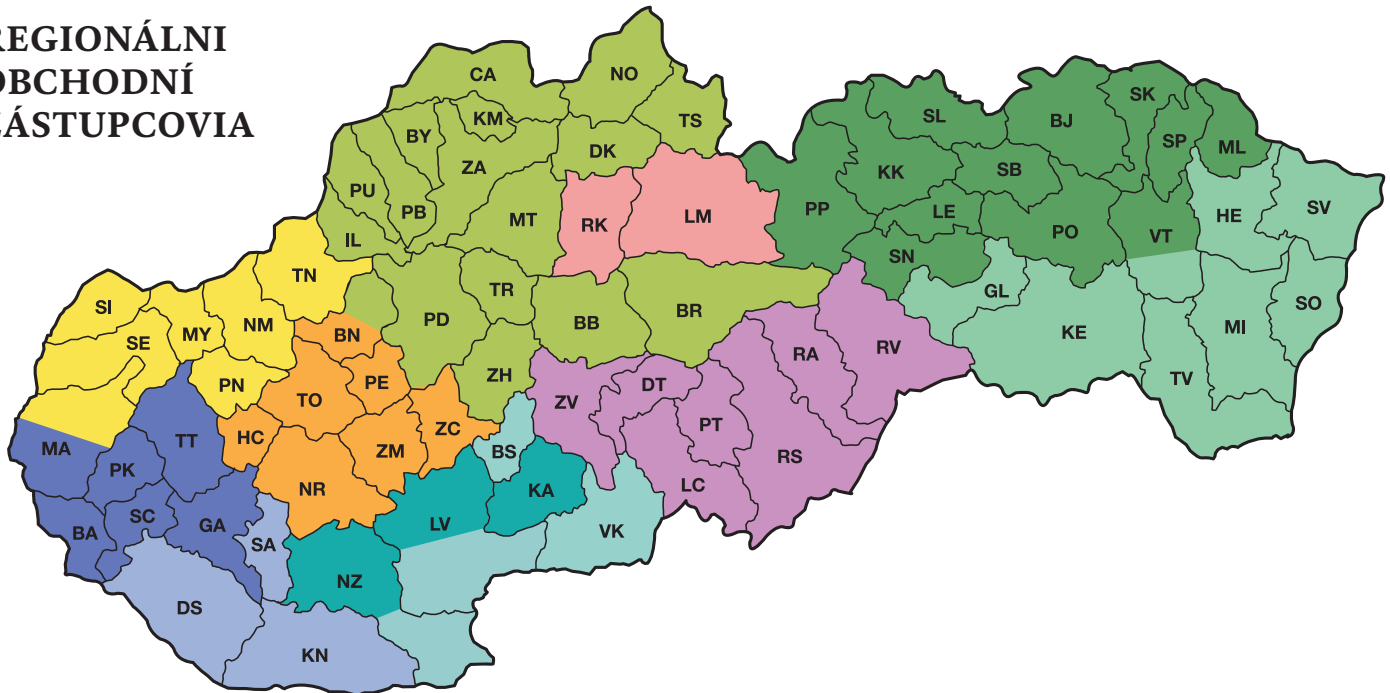 REGIONÁLNI
OBCHODNÍ
ZÁSTUPCOVIA
CA
NO
KM
BY
TS
DK
ZA
PU
PB
MT
RK
LM
IL
SL
BJ
SK
SP
ML
KK
SB
PP
LE
PO
VT
HE
SV
SN
GL
KE
MI
SO
TV
TN
SI
MY
NM
SE
PN
TR
PD
BB
BR
ZH
BN
PE
TO
HC
ZM
ZC
NR
RA
RV
DT
ZV
PT
RS
LC
MA
TT
PK
SC
GA
BA
SA
DS
KN
BS
KA
LV
VK
NZ